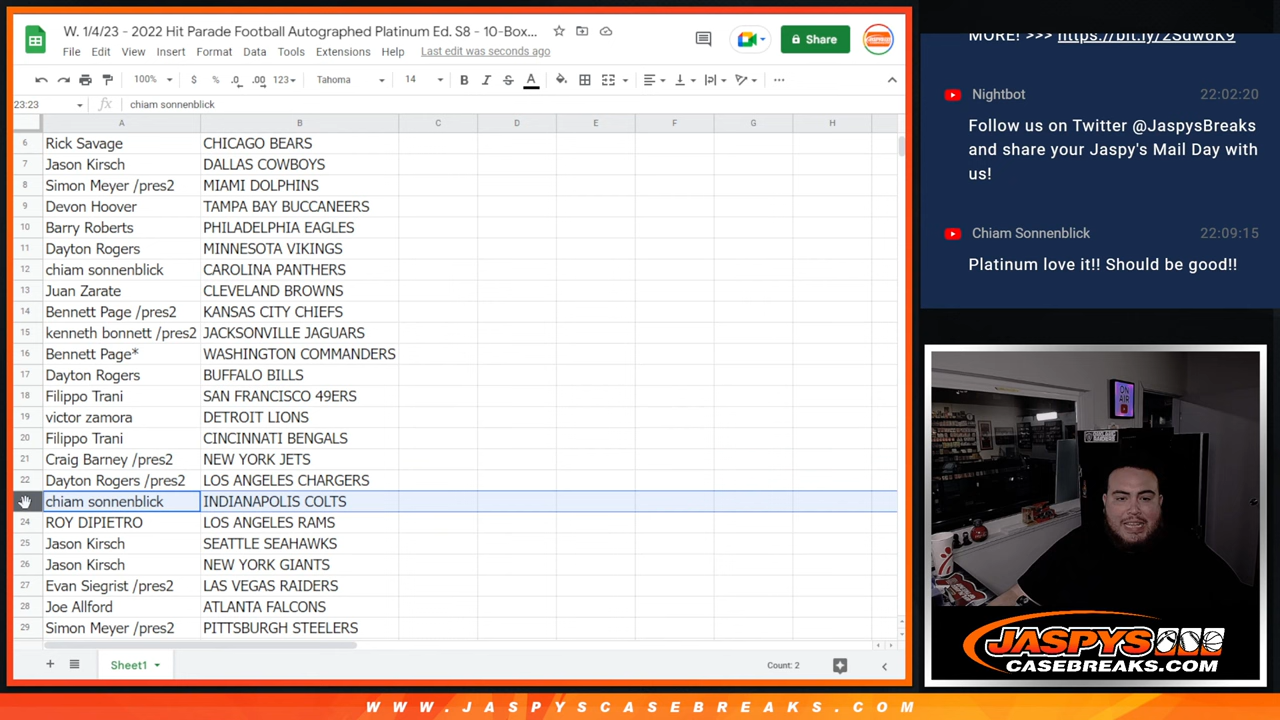 W. 1/4/23 - 2022 Hit Parade Football Autographed Platinum Ed. S8 - 10-Box...
File Edit View Insert Format Data Tools Extensions Help Last edit was seconds ago
Share
100% $ % .0 .00 123 Tahoma 14 B I S A
23:23 fx chiam sonnenblick
A B C D E F G H
6 Rick Savage CHICAGO BEARS
7 Jason Kirsch DALLAS COWBOYS
8 Simon Meyer /pres2 MIAMI DOLPHINS
9 Devon Hoover TAMPA BAY BUCCANEERS
10 Barry Roberts PHILADELPHIA EAGLES
11 Dayton Rogers MINNESOTA VIKINGS
12 chiam sonnenblick CAROLINA PANTHERS
13 Juan Zarate CLEVELAND BROWNS
14 Bennett Page /pres2 KANSAS CITY CHIEFS
15 kenneth bonnett /pres2 JACKSONVILLE JAGUARS
16 Bennett Page* WASHINGTON COMMANDERS
17 Dayton Rogers BUFFALO BILLS
18 Filippo Trani SAN FRANCISCO 49ERS
19 victor zamora DETROIT LIONS
20 Filippo Trani CINCINNATI BENGALS
21 Craig Barney /pres2 NEW YORK JETS
22 Dayton Rogers /pres2 LOS ANGELES CHARGERS
chiam sonnenblick INDIANAPOLIS COLTS
24 ROY DIPIETRO LOS ANGELES RAMS
25 Jason Kirsch SEATTLE SEAHAWKS
26 Jason Kirsch NEW YORK GIANTS
27 Evan Siegrist /pres2 LAS VEGAS RAIDERS
28 Joe Allford ATLANTA FALCONS
29 Simon Meyer /pres2 PITTSBURGH STEELERS
Sheet1 Count: 2
MORE! >>> https://bit.ly/2Sdw6K9
Nightbot 22:02:20
Follow us on Twitter @JaspysBreaks
and share your Jaspy's Mail Day with
us!
Chiam Sonnenblick 22:09:15
Platinum love it!! Should be good!!
ON
AIR
JASPYS
CASEBREAKS.COM
WWW.JASPYSCASEBREAKS.COM